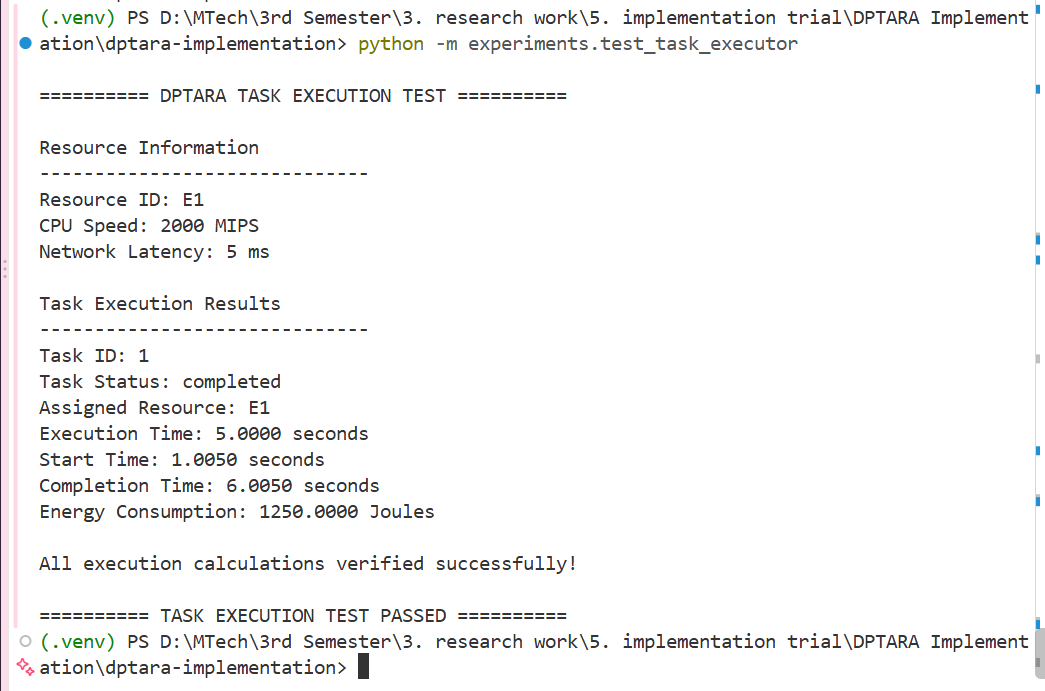 (.venv) PS D:\MTech\3rd Semester\3. research work\5. implementation trial\DPTARA Implement
ation\dptara-implementation> python -m experiments.test_task_executor
========== DPTARA TASK EXECUTION TEST ==========
Resource Information
------------------------------
Resource ID: E1
CPU Speed: 2000 MIPS
Network Latency: 5 ms
Task Execution Results
------------------------------
Task ID: 1
Task Status: completed
Assigned Resource: E1
Execution Time: 5.0000 seconds
Start Time: 1.0050 seconds
Completion Time: 6.0050 seconds
Energy Consumption: 1250.0000 Joules
All execution calculations verified successfully!
========== TASK EXECUTION TEST PASSED ==========
(.venv) PS D:\MTech\3rd Semester\3. research work\5. implementation trial\DPTARA Implement
ation\dptara-implementation>